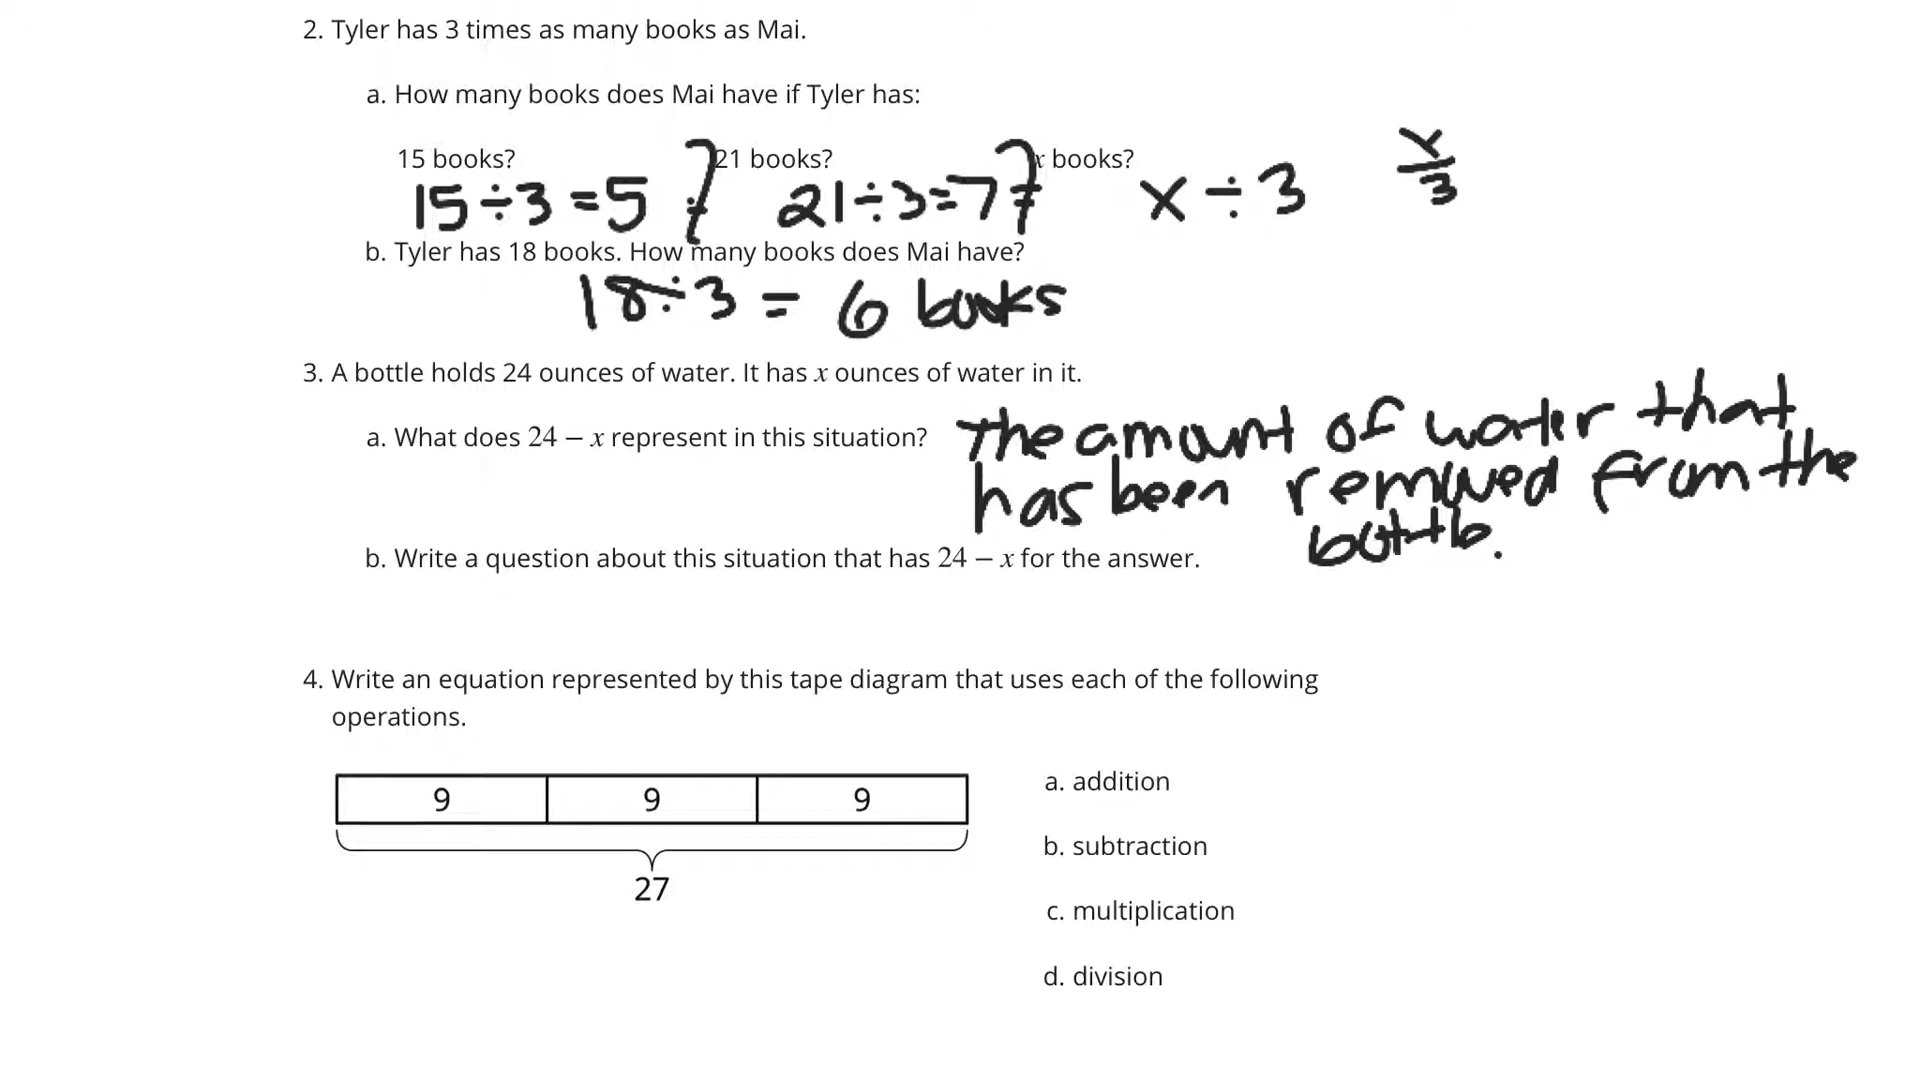 2. Tyler has 3 times as many books as Mai.
a. How many books does Mai have if Tyler has:
15 books? 21 books? x books?
15 ÷ 3 = 5 21 ÷ 3 = 7 x ÷ 3 x/3
b. Tyler has 18 books. How many books does Mai have?
18 ÷ 3 = 6 books
3. A bottle holds 24 ounces of water. It has x ounces of water in it.
a. What does 24 − x represent in this situation? the amount of water that
has been removed from the
bottle.
b. Write a question about this situation that has 24 − x for the answer.
4. Write an equation represented by this tape diagram that uses each of the following
operations.
9 9 9
27
a. addition
b. subtraction
c. multiplication
d. division